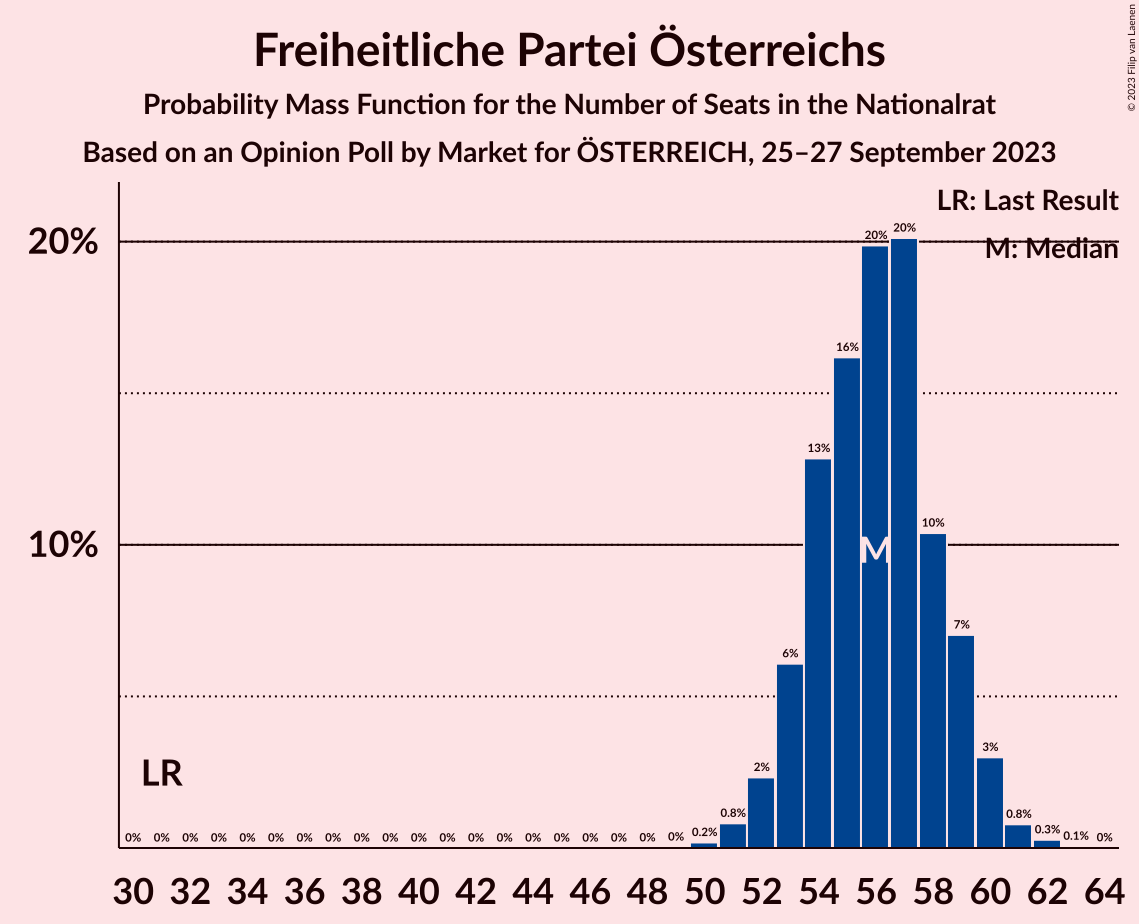 Freiheitliche Partei Österreichs
Probability Mass Function for the Number of Seats in the Nationalrat
Based on an Opinion Poll by Market for ÖSTERREICH, 25–27 September 2023
© 2023 Filip van Laenen
LR: Last Result
M: Median
20%
10%
20% 20%
16%
13%
10%
7%
6%
3%
2%
0.8% 0.8%
0.2% 0.3% 0.1% 0%
M
LR
0% 0% 0% 0% 0% 0% 0% 0% 0% 0% 0% 0% 0% 0% 0% 0% 0% 0% 0% 0%
30 32 34 36 38 40 42 44 46 48 50 52 54 56 58 60 62 64